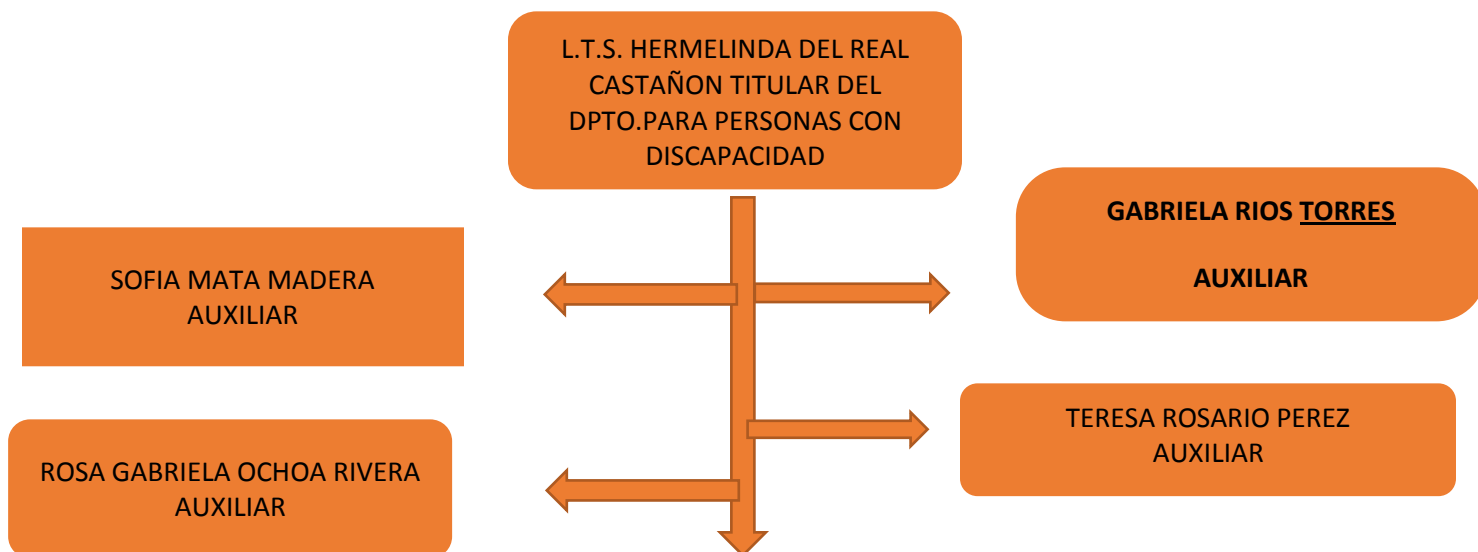 L.T.S. HERMELINDA DEL REAL
CASTAÑON TITULAR DEL
DPTO.PARA PERSONAS CON
DISCAPACIDAD
GABRIELA RIOS TORRES
AUXILIAR
SOFIA MATA MADERA
AUXILIAR
TERESA ROSARIO PEREZ
AUXILIAR
ROSA GABRIELA OCHOA RIVERA
AUXILIAR